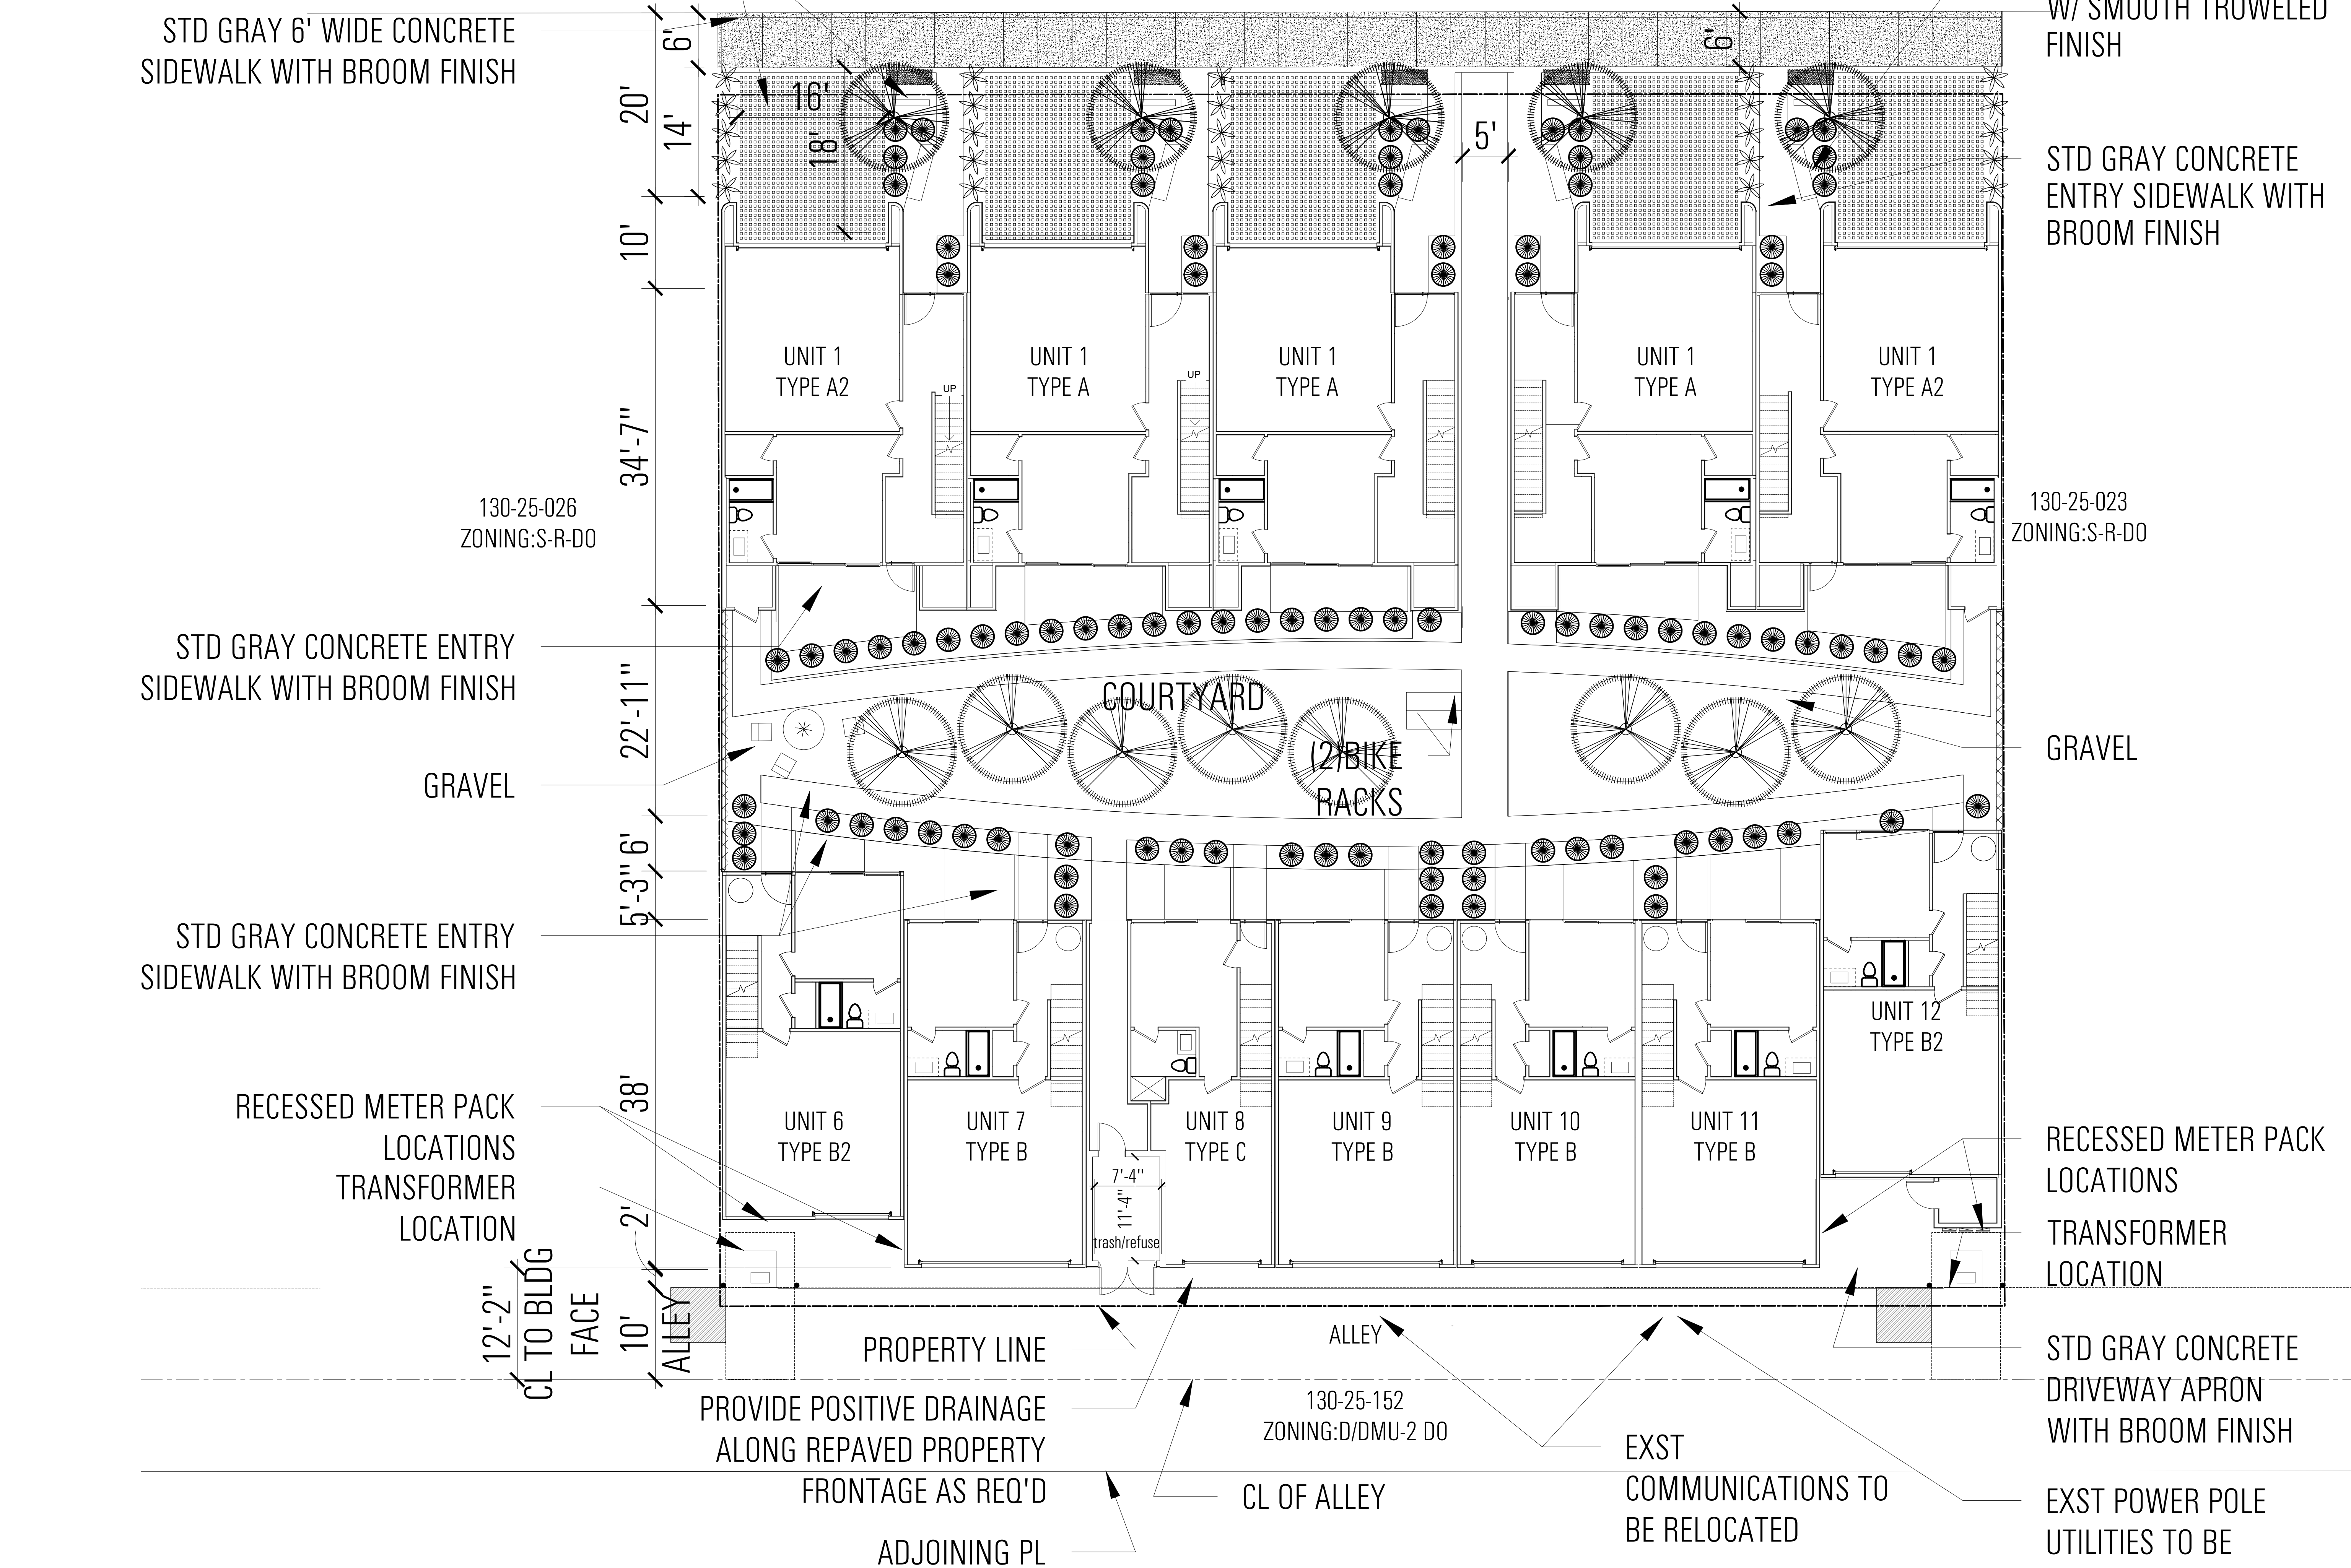 STD GRAY 6' WIDE CONCRETE
SIDEWALK WITH BROOM FINISH
W/ SMOOTH TROWELED
FINISH
6'
6'
20'
14'
16'
18'
5'
STD GRAY CONCRETE
ENTRY SIDEWALK WITH
BROOM FINISH
10'
UNIT 1
TYPE A2
UNIT 1
TYPE A
UNIT 1
TYPE A
UNIT 1
TYPE A
UNIT 1
TYPE A2
UP
UP
34'-7"
130-25-026
ZONING:S-R-DO
130-25-023
ZONING:S-R-DO
STD GRAY CONCRETE ENTRY
SIDEWALK WITH BROOM FINISH
22'-11"
COURTYARD
(2)BIKE
RACKS
GRAVEL
GRAVEL
6'
5'-3"
STD GRAY CONCRETE ENTRY
SIDEWALK WITH BROOM FINISH
38'
UNIT 12
TYPE B2
UNIT 6
TYPE B2
UNIT 7
TYPE B
UNIT 8
TYPE C
UNIT 9
TYPE B
UNIT 10
TYPE B
UNIT 11
TYPE B
7'-4"
11'-4"
trash/refuse
RECESSED METER PACK
LOCATIONS
TRANSFORMER
LOCATION
RECESSED METER PACK
LOCATIONS
TRANSFORMER
LOCATION
2'
12'-2"
CL TO BLDG
FACE
10'
ALLEY
PROPERTY LINE
ALLEY
STD GRAY CONCRETE
DRIVEWAY APRON
WITH BROOM FINISH
PROVIDE POSITIVE DRAINAGE
ALONG REPAVED PROPERTY
FRONTAGE AS REQ'D
130-25-152
ZONING:D/DMU-2 DO
CL OF ALLEY
EXST
COMMUNICATIONS TO
BE RELOCATED
EXST POWER POLE
UTILITIES TO BE
ADJOINING PL